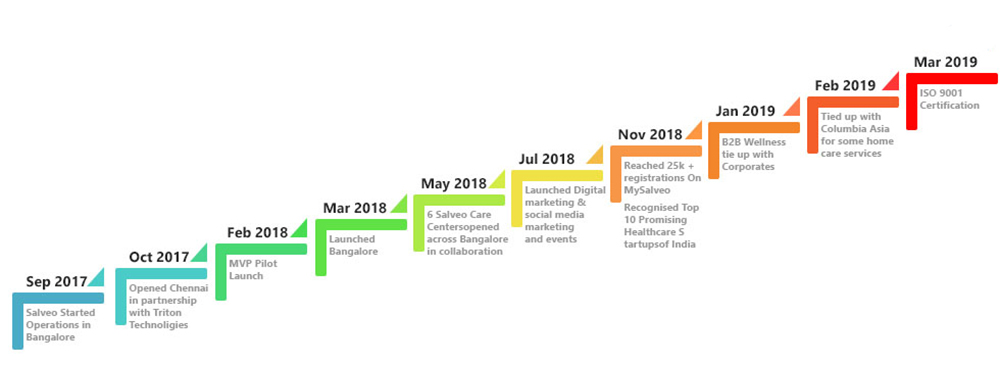 Sep 2017
Salveo Started
Operations in
Bangalore
Oct 2017
Opened Chennai
in partnership
with Triton
Technoligies
Feb 2018
MVP Pilot
Launch
Mar 2018
Launched
Bangalore
May 2018
6 Salveo Care
Centersopened
across Bangalore
in collaboration
Jul 2018
Launched Digital
marketing &
social media
marketing
and events
Nov 2018
Reached 25k +
registrations On
MySalveo
Recognised Top
10 Promising
Healthcare S
tartupsof India
Jan 2019
B2B Wellness
tie up with
Corporates
Feb 2019
Tied up with
Columbia Asia
for some home
care services
Mar 2019
ISO 9001
Certification